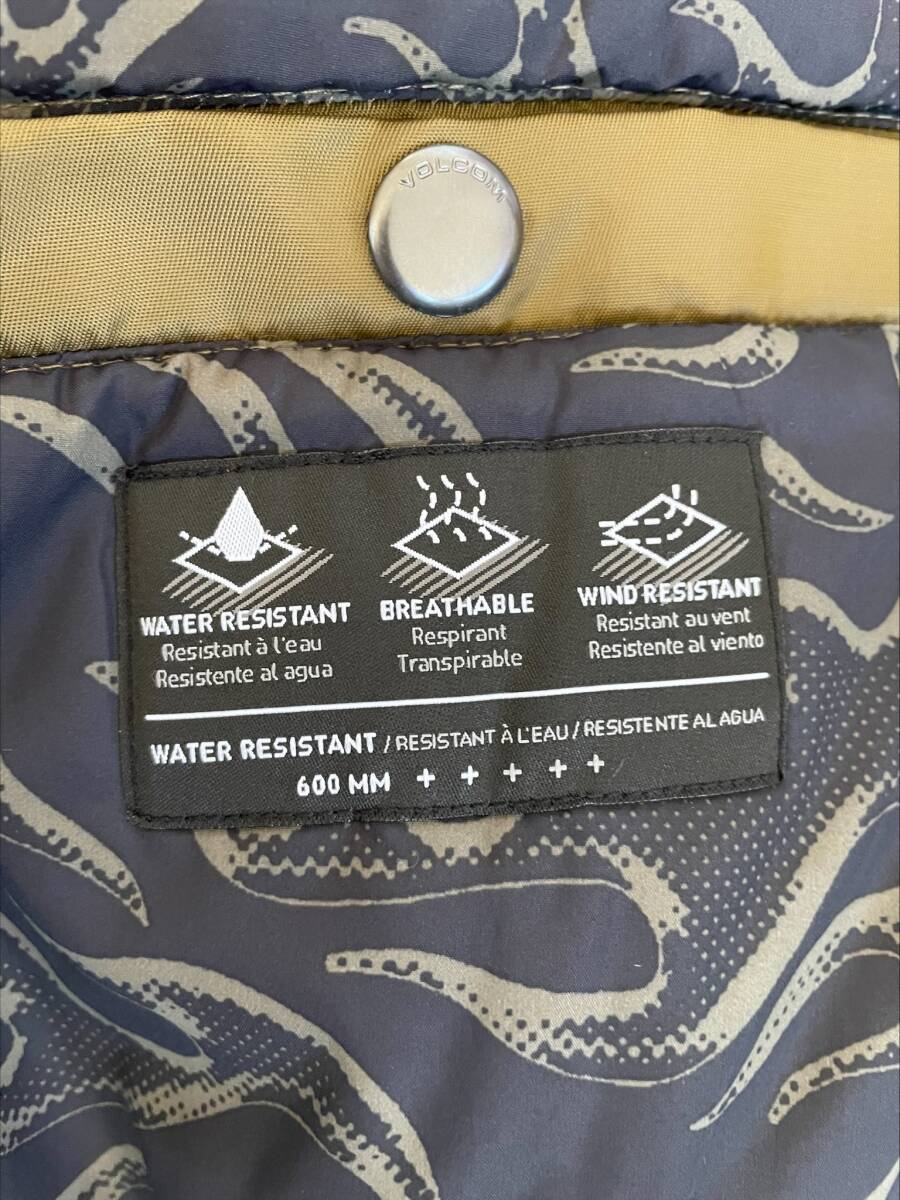 VOLCOM
WATER RESISTANT
Resistant à l'eau
Resistente al agua
BREATHABLE
Respirant
Transpirable
WIND RESISTANT
Resistant au vent
Resistente al viento
WATER RESISTANT / RESISTANT À L'EAU / RESISTENTE AL AGUA
600 MM + + + + +